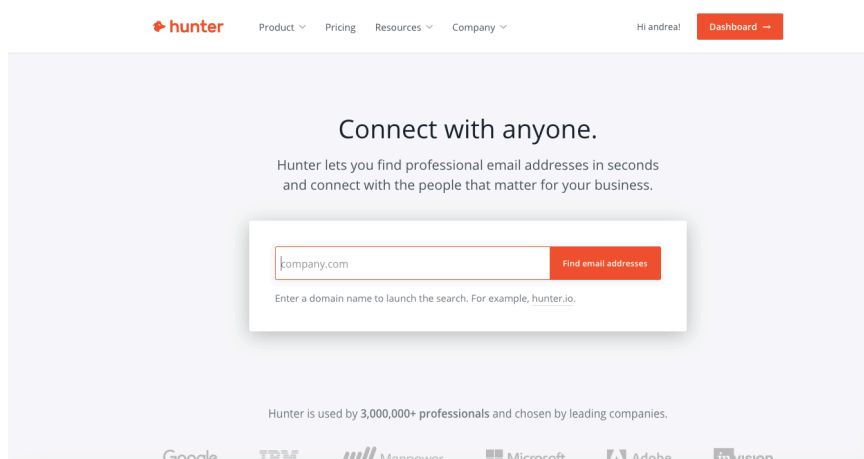 hunter Product Pricing Resources Company Hi andrea! Dashboard →
Connect with anyone.
Hunter lets you find professional email addresses in seconds
and connect with the people that matter for your business.
company.com Find email addresses
Enter a domain name to launch the search. For example, hunter.io.
Hunter is used by 3,000,000+ professionals and chosen by leading companies.
Google IBM Manpower Microsoft Adobe invision